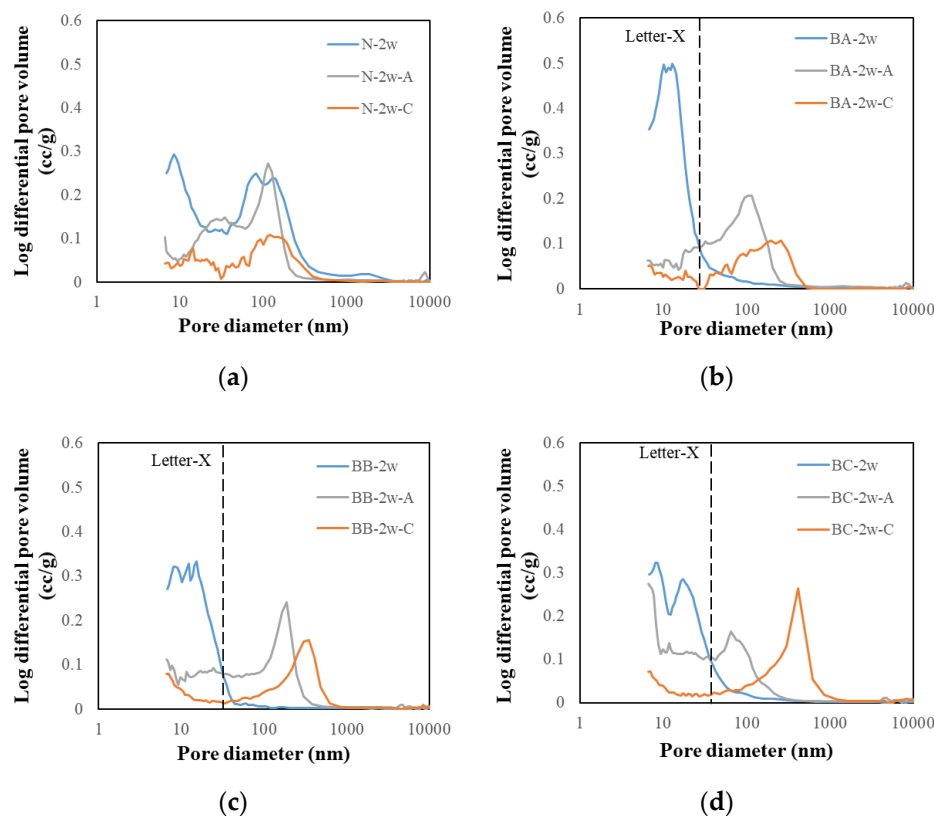 Log differential pore volume
(cc/g)
0.6
0.5
0.4
0.3
0.2
0.1
0
1
10
100
1000
10000
Pore diameter (nm)
N-2w
N-2w-A
N-2w-C
(a)
Log differential pore volume
(cc/g)
0.6
0.5
0.4
0.3
0.2
0.1
0
1
10
100
1000
10000
Pore diameter (nm)
Letter-X
BA-2w
BA-2w-A
BA-2w-C
(b)
Log differential pore volume
(cc/g)
0.6
0.5
0.4
0.3
0.2
0.1
0
1
10
100
1000
10000
Pore diameter (nm)
Letter-X
BB-2w
BB-2w-A
BB-2w-C
(c)
Log differential pore volume
(cc/g)
0.6
0.5
0.4
0.3
0.2
0.1
0
1
10
100
1000
10000
Pore diameter (nm)
Letter-X
BC-2w
BC-2w-A
BC-2w-C
(d)